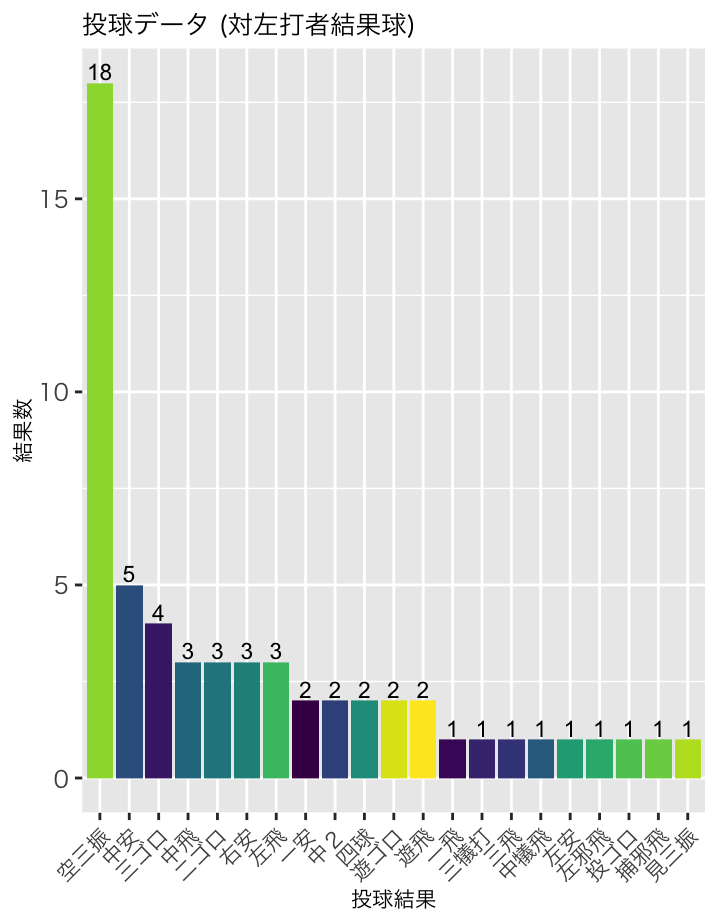 投球データ (対左打者結果球)
結果数
15
10
5
0
18
5
4
3
3
3
3
2
2
2
2
2
1
1
1
1
1
1
1
1
1
空三振
中安
三ゴロ
中飛
二ゴロ
右安
左飛
一安
中２
四球
遊ゴロ
遊飛
一飛
三犠打
三飛
中犠飛
左安
左邪飛
投ゴロ
捕邪飛
見三振
投球結果